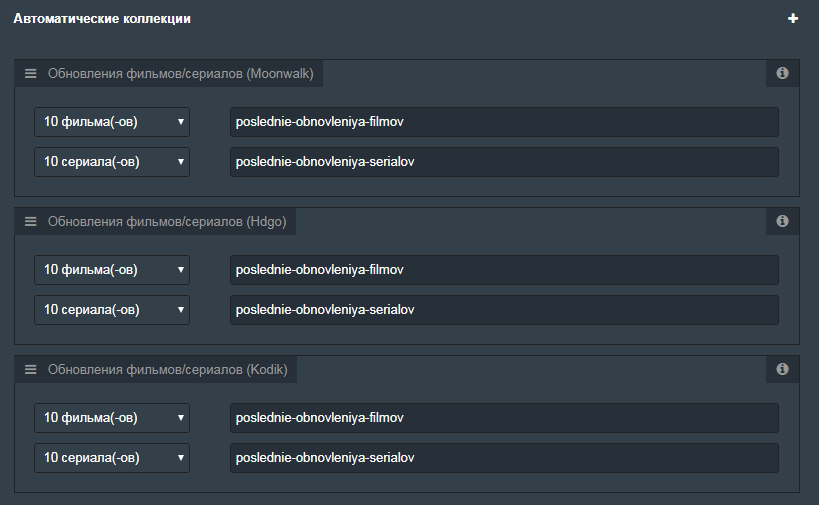 Автоматические коллекции
Обновления фильмов/сериалов (Moonwalk)
10 фильма(-ов) poslednie-obnovleniya-filmov
10 сериала(-ов) poslednie-obnovleniya-serialov
Обновления фильмов/сериалов (Hdgo)
10 фильма(-ов) poslednie-obnovleniya-filmov
10 сериала(-ов) poslednie-obnovleniya-serialov
Обновления фильмов/сериалов (Kodik)
10 фильма(-ов) poslednie-obnovleniya-filmov
10 сериала(-ов) poslednie-obnovleniya-serialov